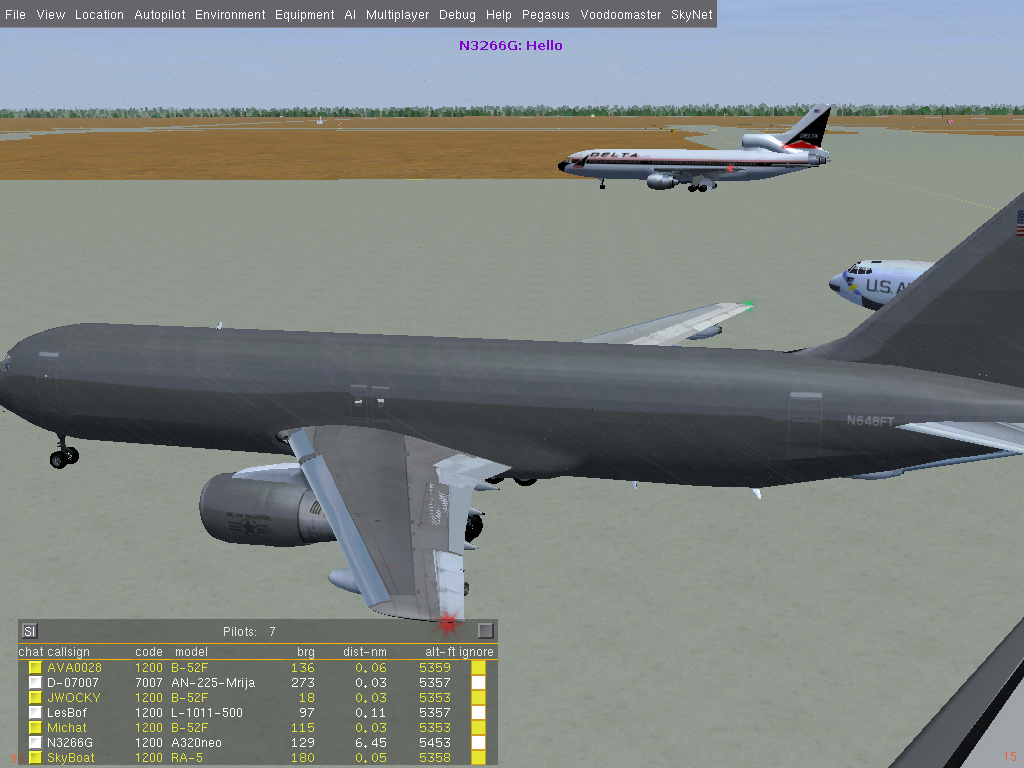 File View Location Autopilot Environment Equipment AI Multiplayer Debug Help Pegasus Voodoomaster SkyNet
N3266G: Hello
DELTA
U.S. A
N648FT
SI Pilots: 7
chat callsign code model brg dist-nm alt-ft ignore
AVA0028 1200 B-52F 136 0.06 5359
D-07007 7007 AN-225-Mrija 273 0.03 5357
JWOCKY 1200 B-52F 18 0.03 5353
LesBof 1200 L-1011-500 97 0.11 5357
Michat 1200 B-52F 115 0.03 5353
N3266G 1200 A320neo 129 6.45 5453
SkyBoat 1200 RA-5 180 0.05 5358
15